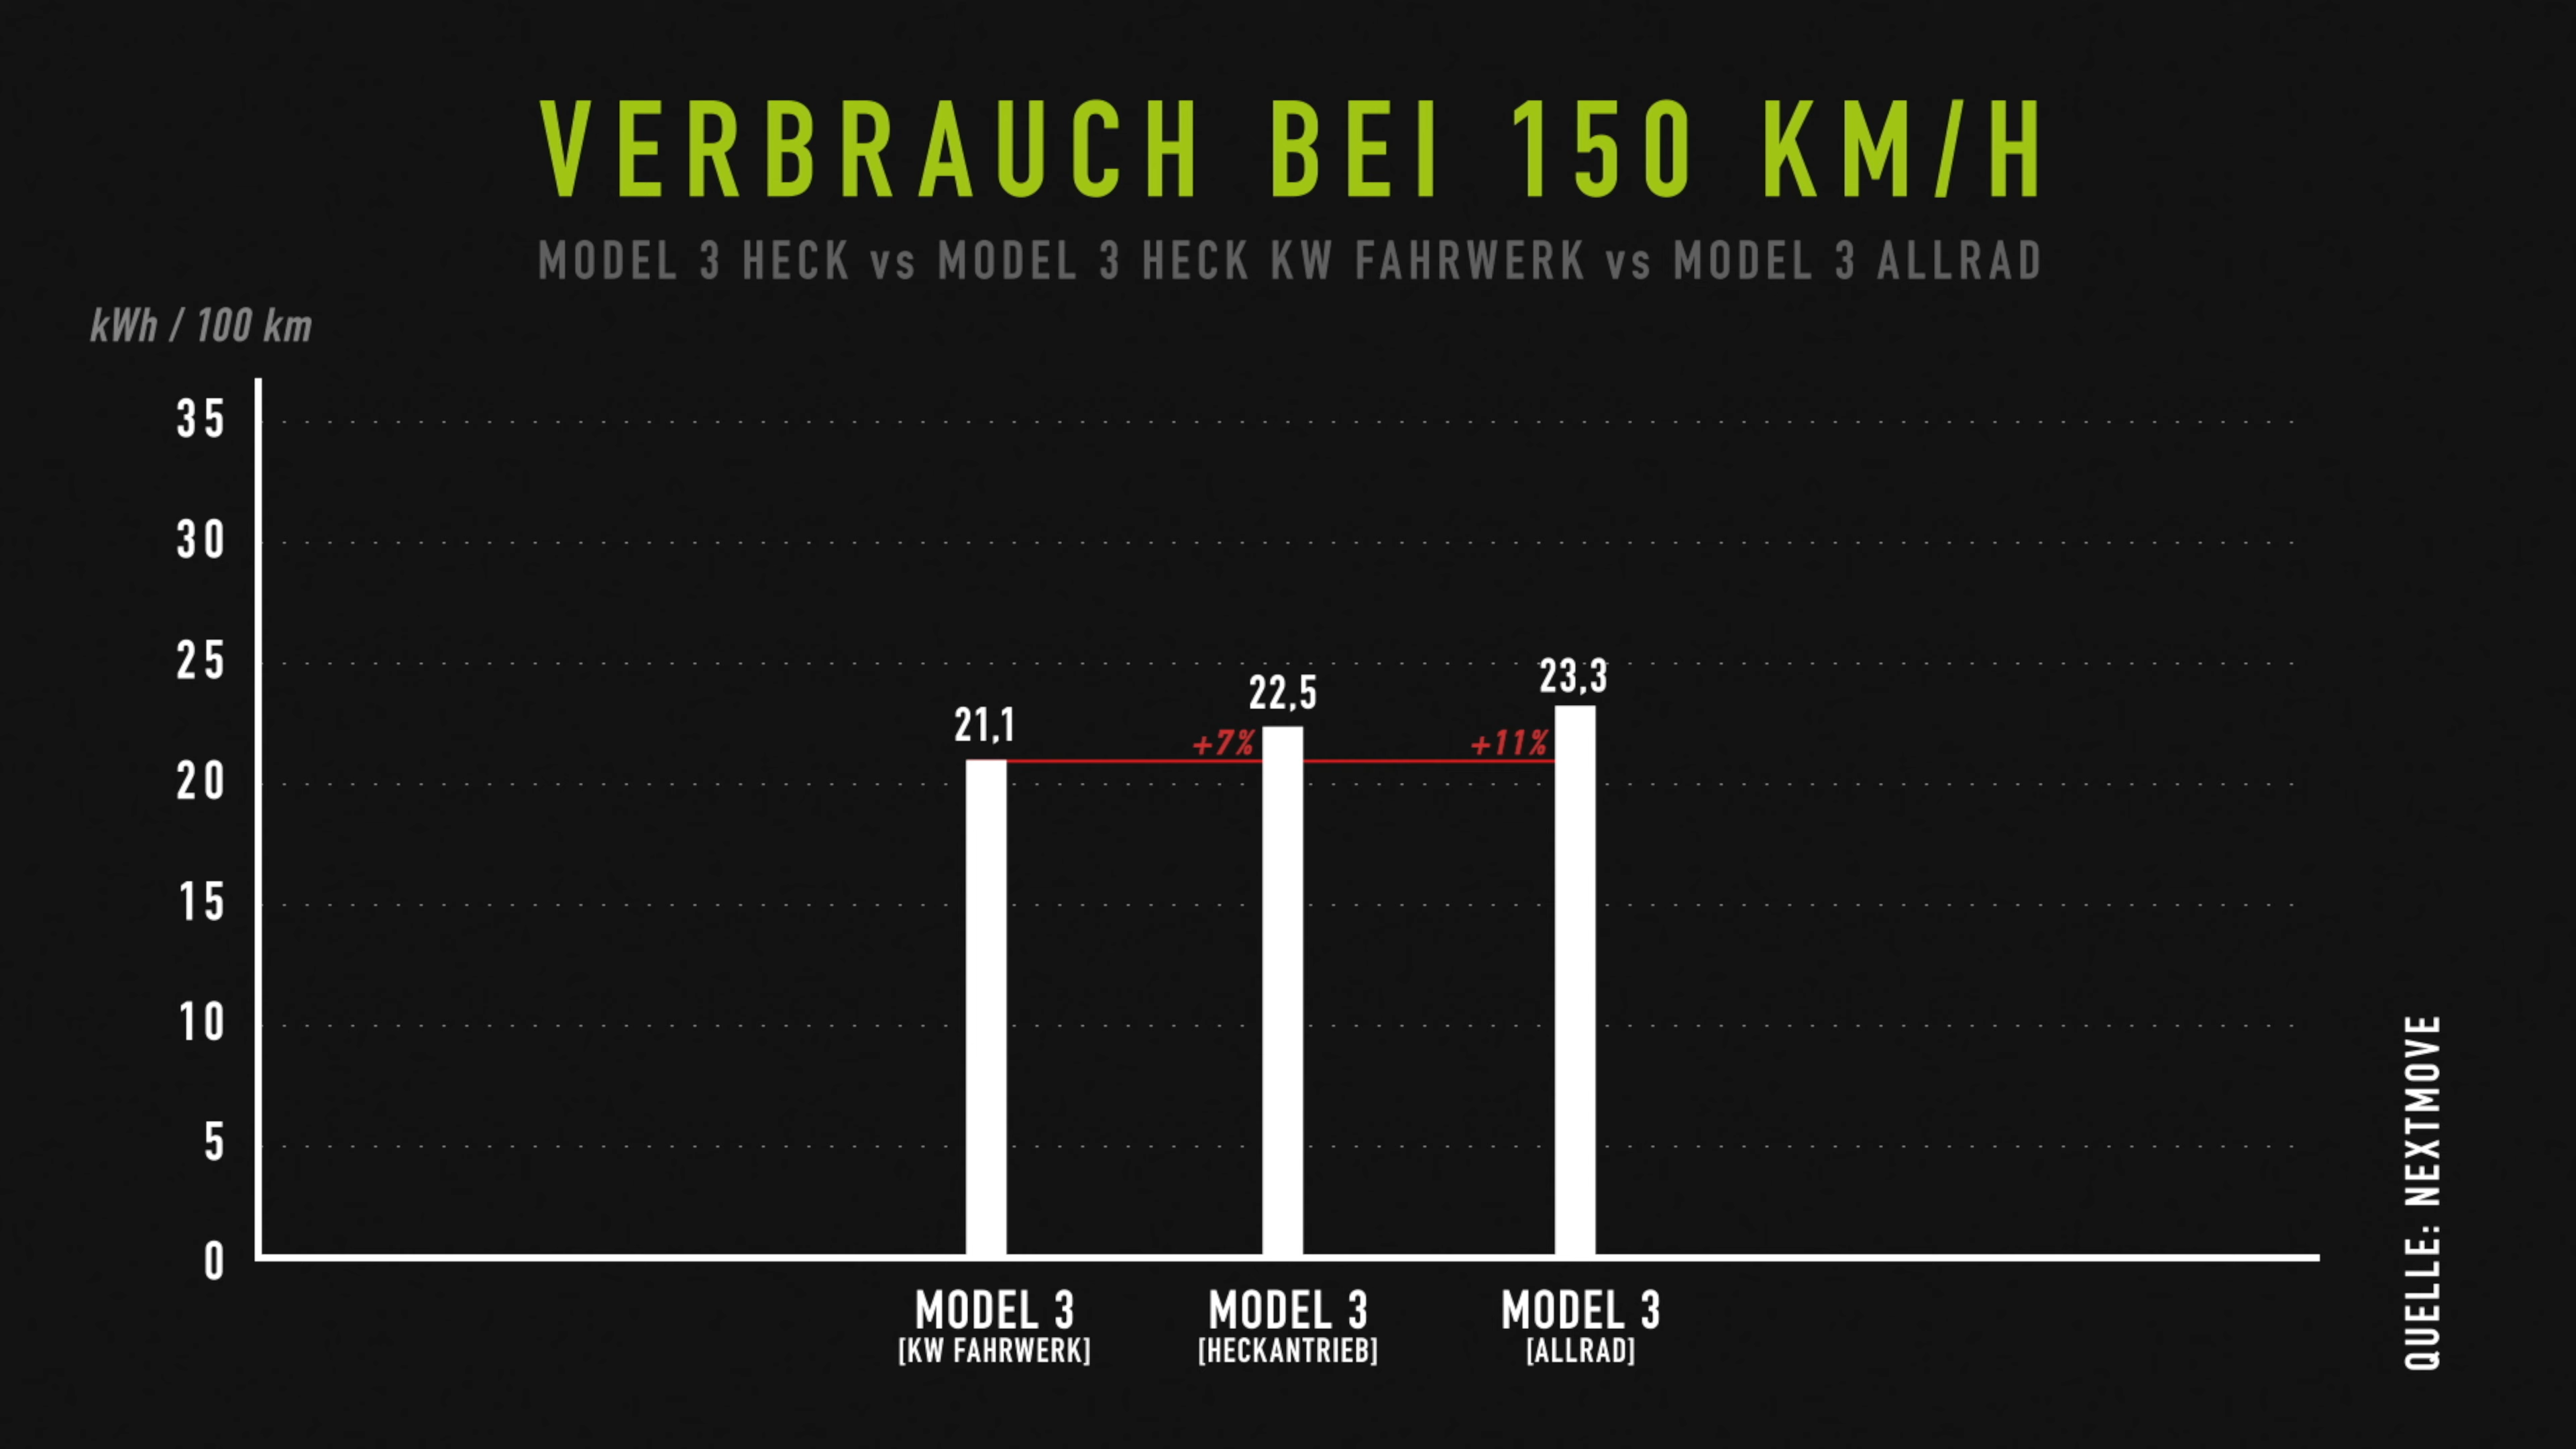 VERBRAUCH BEI 150 KM/H
MODEL 3 HECK vs MODEL 3 HECK KW FAHRWERK vs MODEL 3 ALLRAD
kWh / 100 km
35
30
25
20
15
10
5
0
21,1
+7%
22,5
+11%
23,3
MODEL 3
[KW FAHRWERK]
MODEL 3
[HECKANTRIEB]
MODEL 3
[ALLRAD]
QUELLE: NEXTMOVE